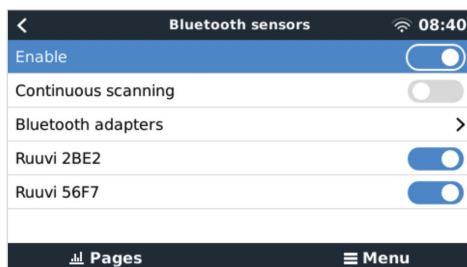 Bluetooth sensors 08:40
Enable
Continuous scanning
Bluetooth adapters
Ruuvi 2BE2
Ruuvi 56F7
Pages Menu